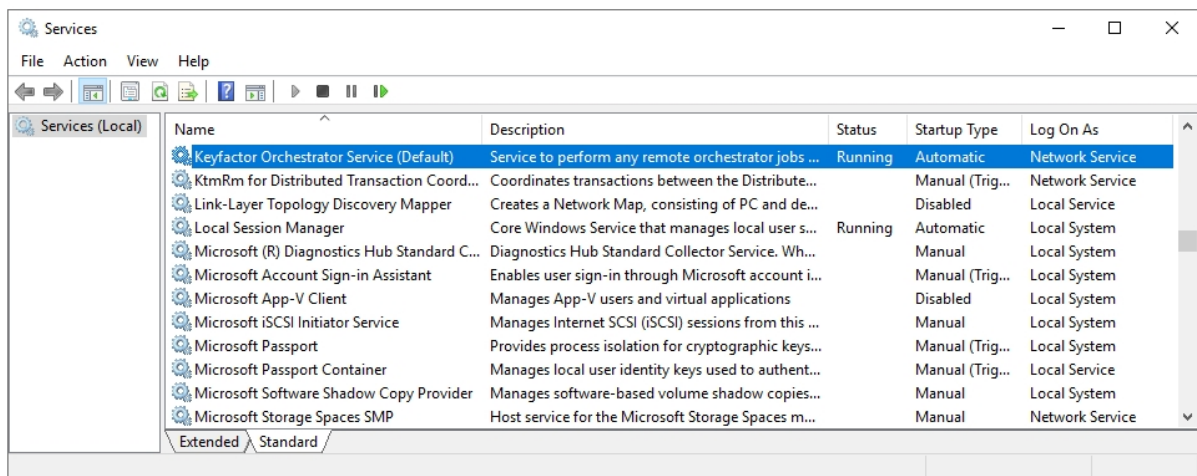 Services
File Action View Help
Services (Local)
Name Description Status Startup Type Log On As
Keyfactor Orchestrator Service (Default) Service to perform any remote orchestrator jobs ... Running Automatic Network Service
KtmRm for Distributed Transaction Coord... Coordinates transactions between the Distribute... Manual (Trig... Network Service
Link-Layer Topology Discovery Mapper Creates a Network Map, consisting of PC and de... Disabled Local Service
Local Session Manager Core Windows Service that manages local user s... Running Automatic Local System
Microsoft (R) Diagnostics Hub Standard C... Diagnostics Hub Standard Collector Service. Wh... Manual Local System
Microsoft Account Sign-in Assistant Enables user sign-in through Microsoft account i... Manual (Trig... Local System
Microsoft App-V Client Manages App-V users and virtual applications Disabled Local System
Microsoft iSCSI Initiator Service Manages Internet SCSI (iSCSI) sessions from this ... Manual Local System
Microsoft Passport Provides process isolation for cryptographic keys... Manual (Trig... Local System
Microsoft Passport Container Manages local user identity keys used to authent... Manual (Trig... Local Service
Microsoft Software Shadow Copy Provider Manages software-based volume shadow copies... Manual Local System
Microsoft Storage Spaces SMP Host service for the Microsoft Storage Spaces m... Manual Network Service
Extended Standard